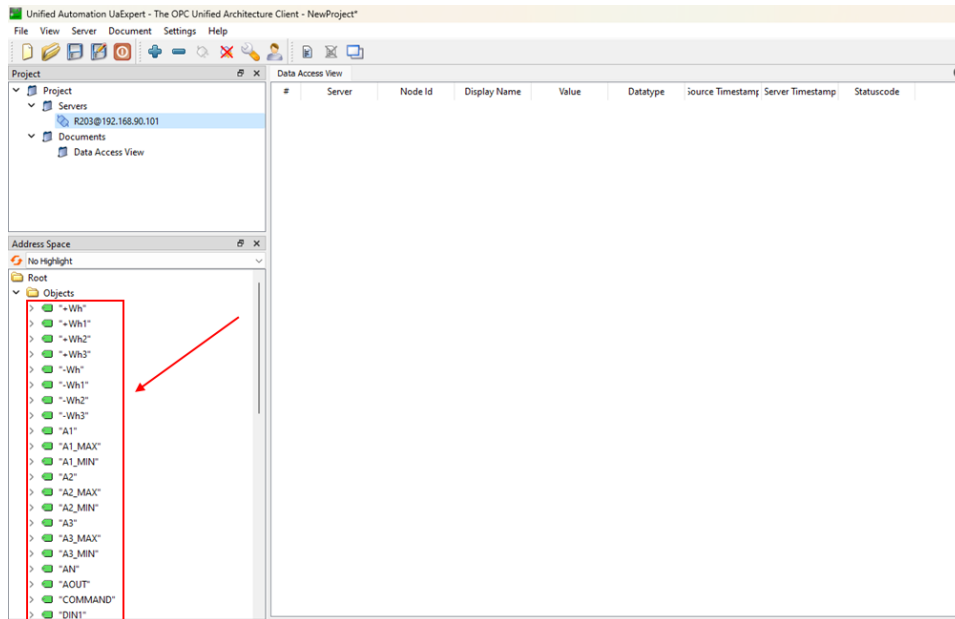 Unified Automation UaExpert - The OPC Unified Architecture Client - NewProject*
File View Server Document Settings Help
Project
Data Access View
# Server Node Id Display Name Value Datatype Source Timestamp Server Timestamp Statuscode
Project
Servers
R203@192.168.90.101
Documents
Data Access View
Address Space
No Highlight
Root
Objects
"+Wh"
"+Wh1"
"+Wh2"
"+Wh3"
"-Wh"
"-Wh1"
"-Wh2"
"-Wh3"
"A1"
"A1_MAX"
"A1_MIN"
"A2"
"A2_MAX"
"A2_MIN"
"A3"
"A3_MAX"
"A3_MIN"
"AN"
"AOUT"
"COMMAND"
"DIN1"